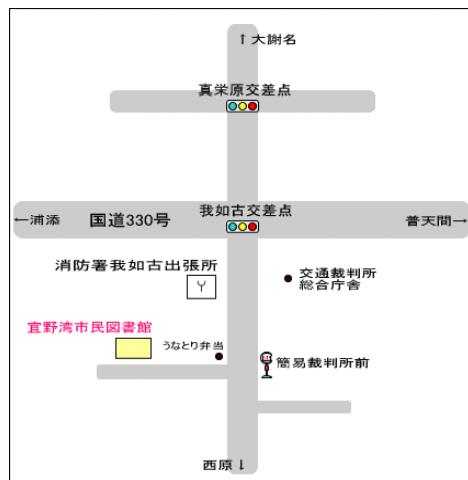 ↑大謝名
真栄原交差点
我如古交差点
←浦添
国道330号
普天間→
消防署我如古出張所
交通裁判所
総合庁舎
宜野湾市民図書館
うなとり弁当
簡易裁判所前
西原↓